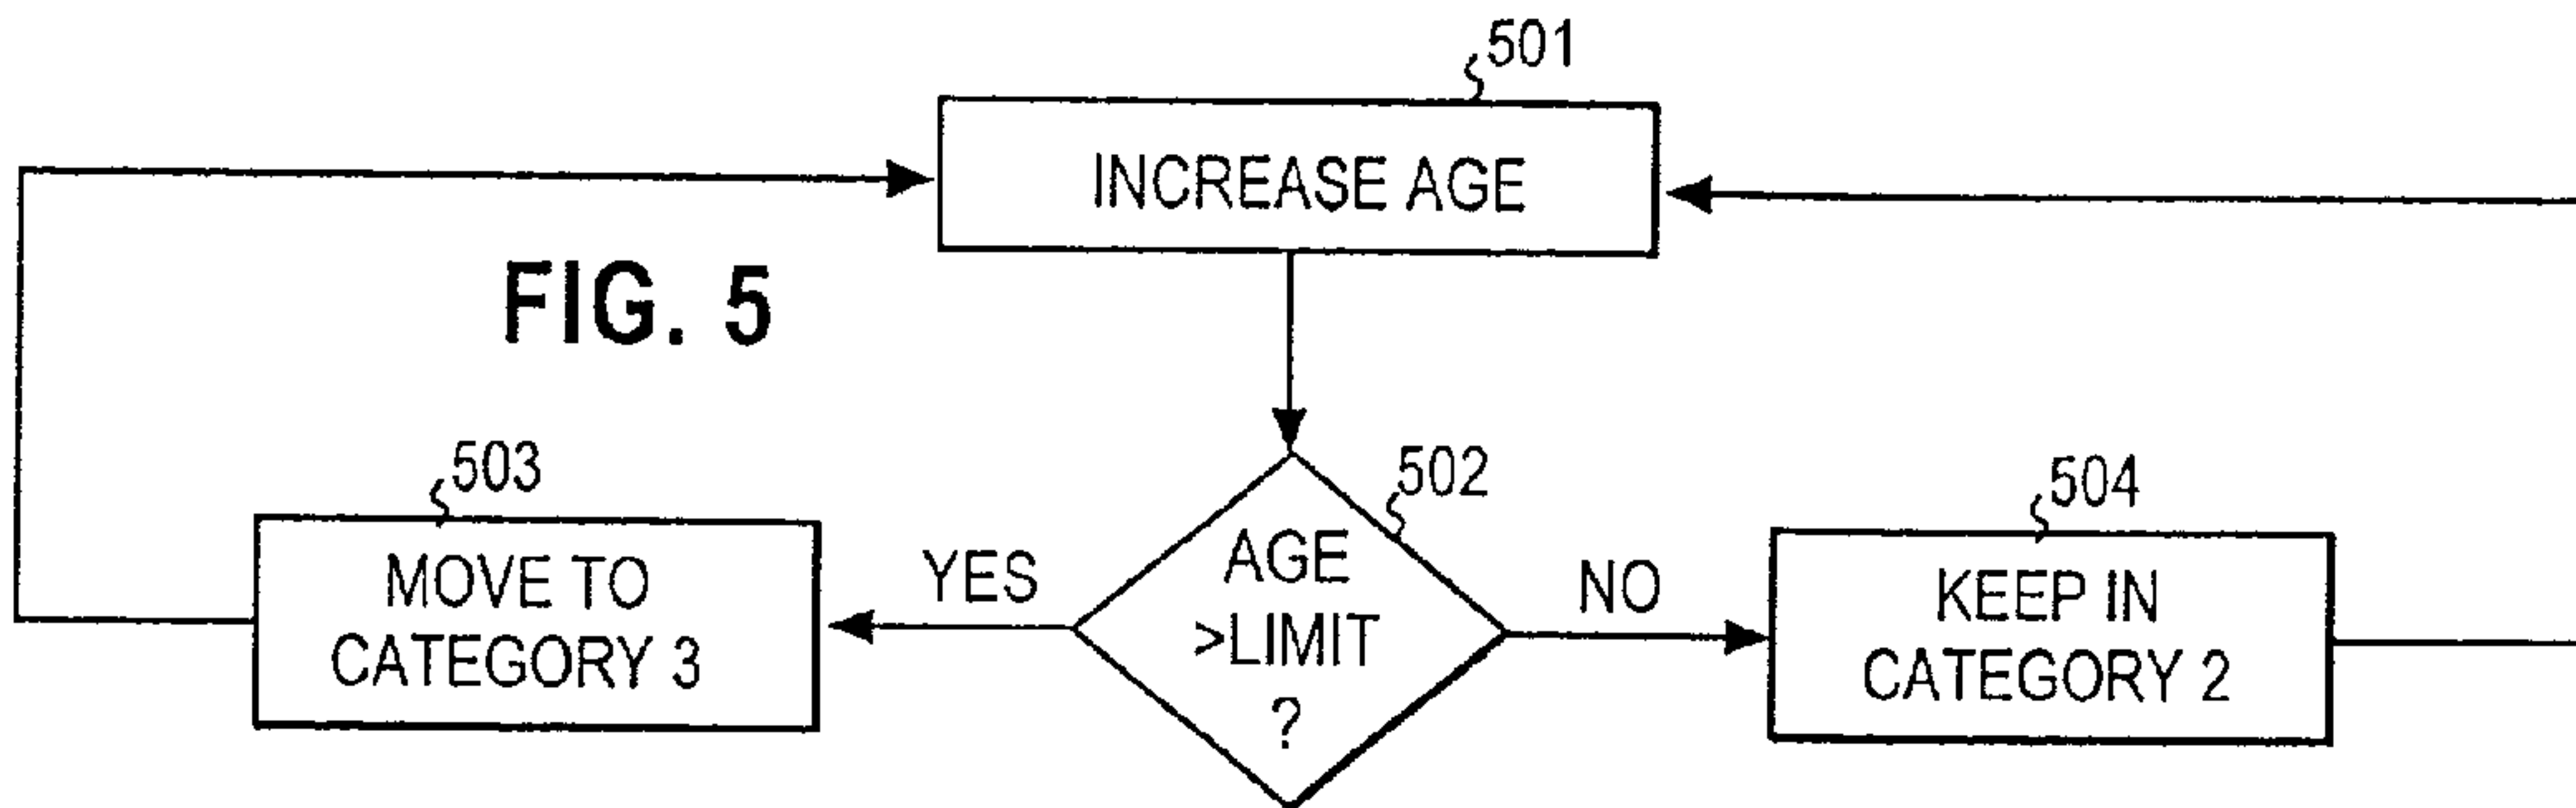 501
INCREASE AGE
FIG. 5
503
MOVE TO
CATEGORY 3
YES
502
AGE
>LIMIT
?
NO
504
KEEP IN
CATEGORY 2